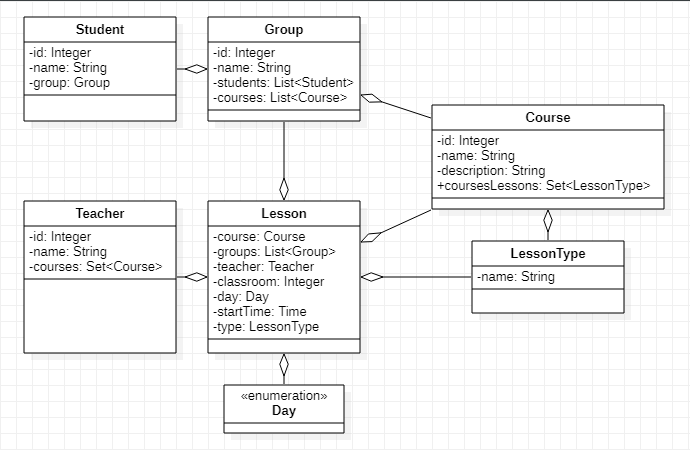 Student
-id: Integer
-name: String
-group: Group
Group
-id: Integer
-name: String
-students: List<Student>
-courses: List<Course>
Course
-id: Integer
-name: String
-description: String
+coursesLessons: Set<LessonType>
Teacher
-id: Integer
-name: String
-courses: Set<Course>
Lesson
-course: Course
-groups: List<Group>
-teacher: Teacher
-classroom: Integer
-day: Day
-startTime: Time
-type: LessonType
LessonType
-name: String
«enumeration»
Day